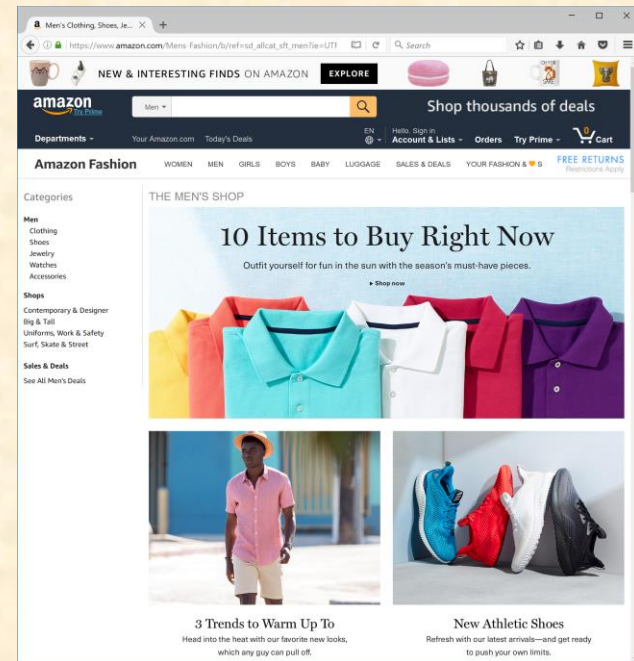 Men's Clothing, Shoes, Je...
https://www.amazon.com/Mens-Fashion/b/ref=sd_allcat_sft_men?ie=UTF
Search
NEW & INTERESTING FINDS ON AMAZON EXPLORE
amazon
Try Prime
Men
Shop thousands of deals
Departments
Your Amazon.com
Today's Deals
EN
Hello. Sign in
Account & Lists
Orders
Try Prime
0
Cart
Amazon Fashion
WOMEN MEN GIRLS BOYS BABY LUGGAGE SALES & DEALS YOUR FASHION & 🧡 S
FREE RETURNS
Restrictions Apply
Categories
Men
Clothing
Shoes
Jewelry
Watches
Accessories
Shops
Contemporary & Designer
Big & Tall
Uniforms, Work & Safety
Surf, Skate & Street
Sales & Deals
See All Men's Deals
THE MEN'S SHOP
10 Items to Buy Right Now
Outfit yourself for fun in the sun with the season's must-have pieces.
▸ Shop now
3 Trends to Warm Up To
Head into the heat with our favorite new looks,
which any guy can pull off.
New Athletic Shoes
Refresh with our latest arrivals—and get ready
to push your own limits.